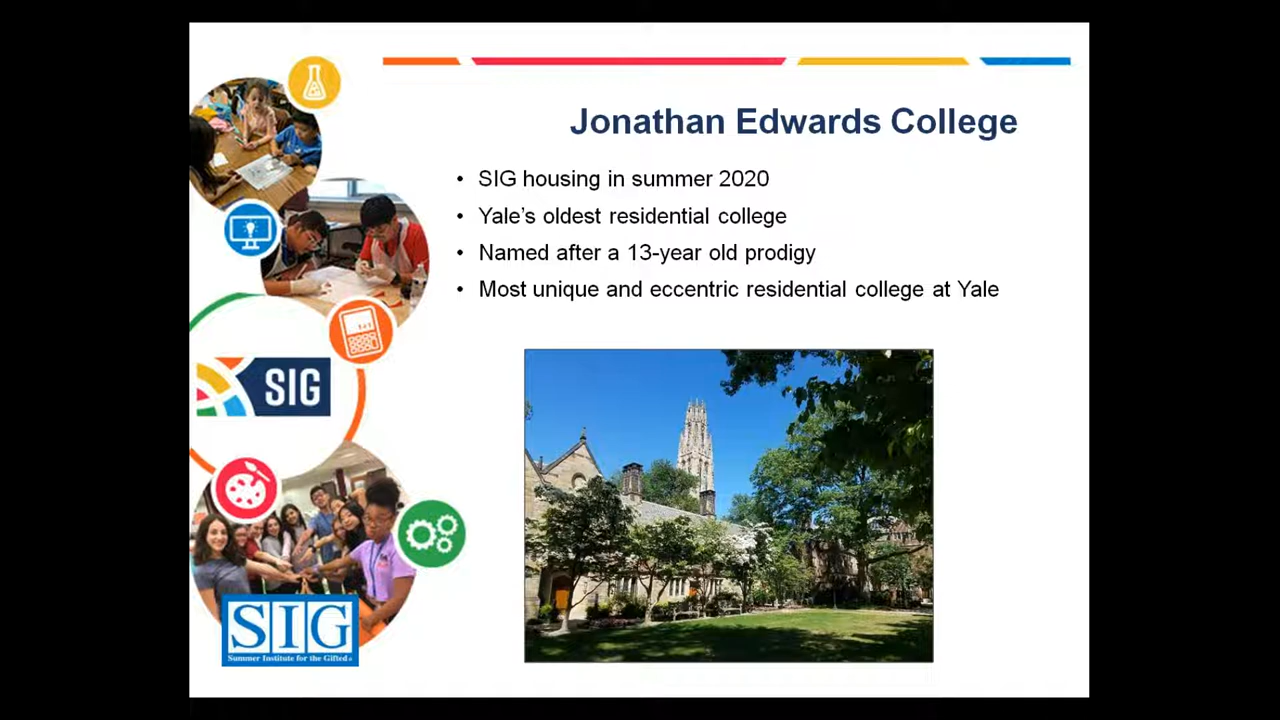 Jonathan Edwards College
• SIG housing in summer 2020
• Yale's oldest residential college
• Named after a 13-year old prodigy
• Most unique and eccentric residential college at Yale
SIG
SIG
Summer Institute for the Gifted